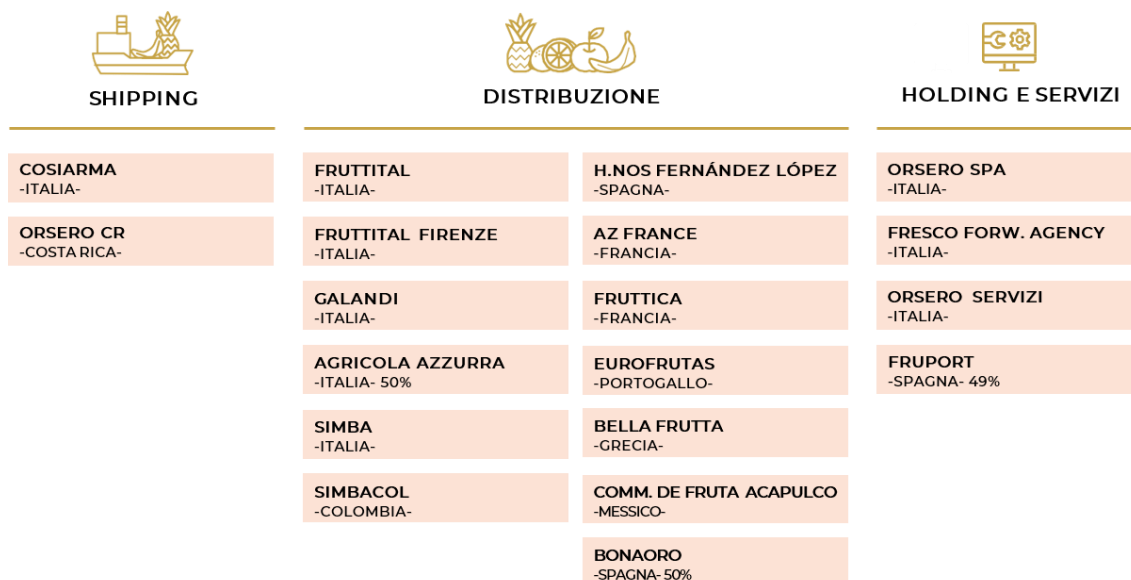 SHIPPING
COSIARMA
-ITALIA-
ORSERO CR
-COSTA RICA-
DISTRIBUZIONE
FRUTTITAL
-ITALIA-
FRUTTITAL FIRENZE
-ITALIA-
GALANDI
-ITALIA-
AGRICOLA AZZURRA
-ITALIA- 50%
SIMBA
-ITALIA-
SIMBACOL
-COLOMBIA-
H.NOS FERNÁNDEZ LÓPEZ
-SPAGNA-
AZ FRANCE
-FRANCIA-
FRUTTICA
-FRANCIA-
EUROFRUTAS
-PORTOGALLO-
BELLA FRUTTA
-GRECIA-
COMM. DE FRUTA ACAPULCO
-MESSICO-
BONAORO
-SPAGNA- 50%
HOLDING E SERVIZI
ORSERO SPA
-ITALIA-
FRESCO FORW. AGENCY
-ITALIA-
ORSERO SERVIZI
-ITALIA-
FRUPORT
-SPAGNA- 49%